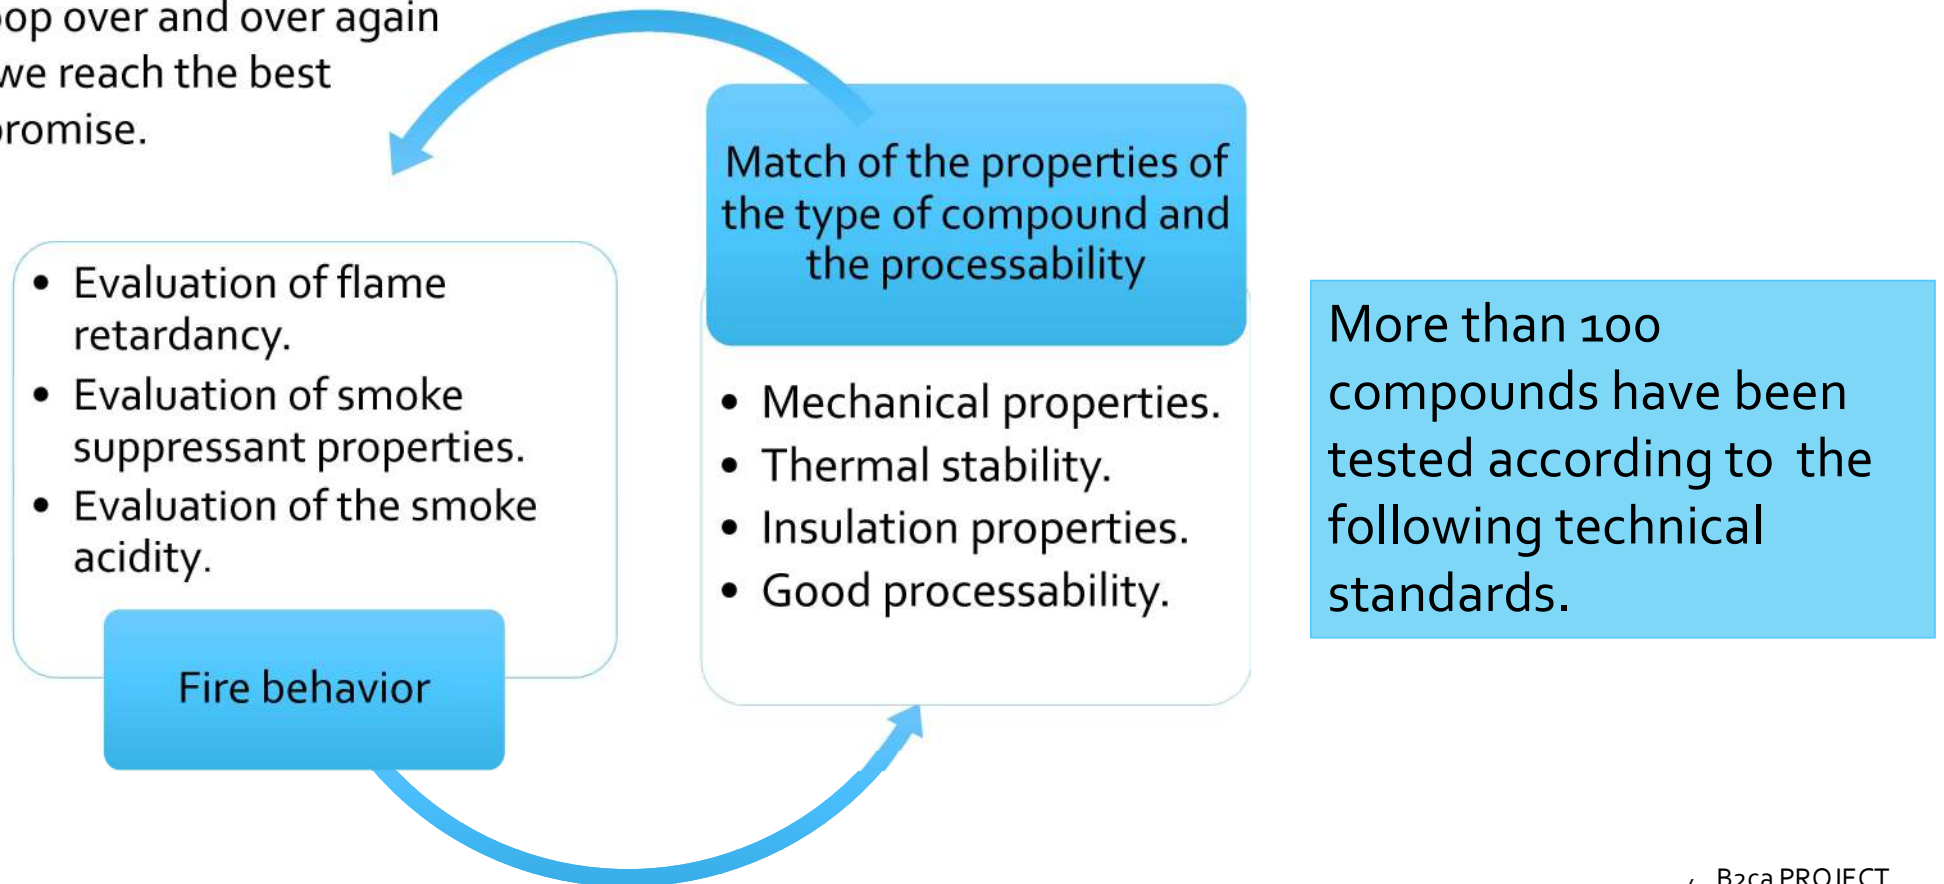 oop over and over again
we reach the best
promise.
• Evaluation of flame
retardancy.
• Evaluation of smoke
suppressant properties.
• Evaluation of the smoke
acidity.
Fire behavior
Match of the properties of
the type of compound and
the processability
• Mechanical properties.
• Thermal stability.
• Insulation properties.
• Good processability.
More than 100
compounds have been
tested according to the
following technical
standards.
B2ca PROJECT